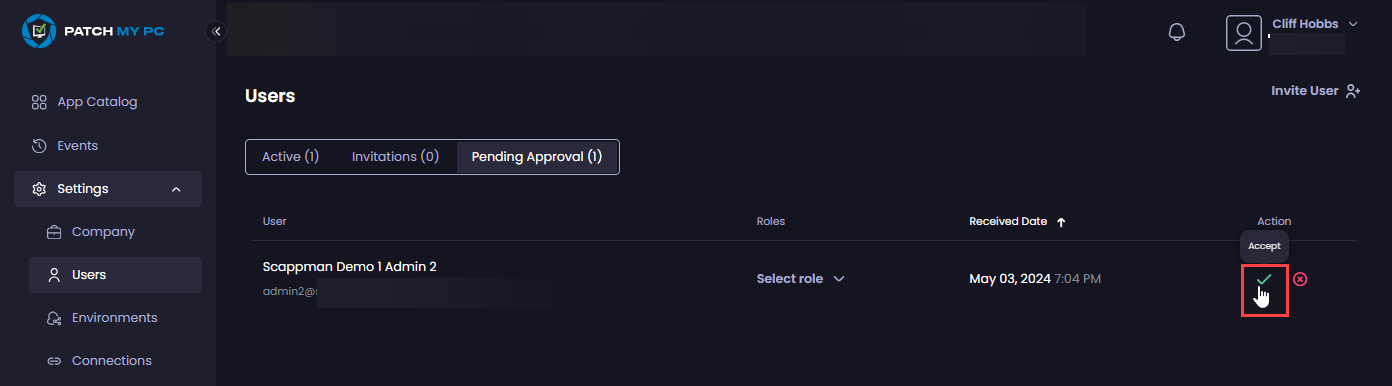 PATCH MY PC
Cliff Hobbs
App Catalog
Events
Settings
Company
Users
Environments
Connections
Users
Invite User
Active (1) Invitations (0) Pending Approval (1)
User Roles Received Date Action
Accept
Scappman Demo 1 Admin 2
admin2@
Select role May 03, 2024 7:04 PM